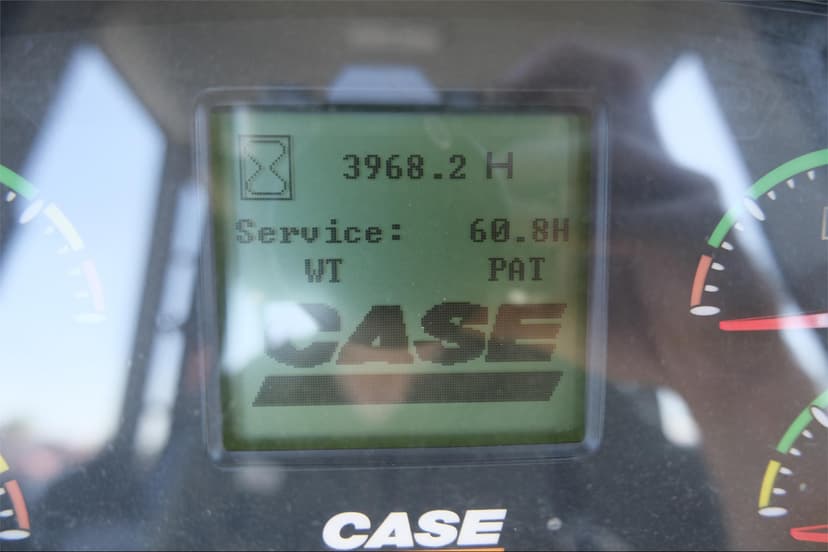 3968.2 H
Service: 60.8H
WT PAT
CASE
CASE